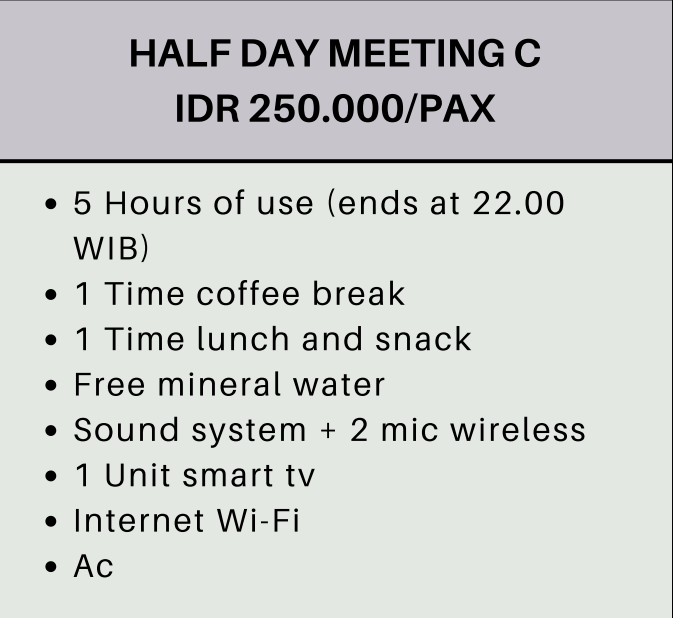 HALF DAY MEETING C
IDR 250.000/PAX
• 5 Hours of use (ends at 22.00
WIB)
• 1 Time coffee break
• 1 Time lunch and snack
• Free mineral water
• Sound system + 2 mic wireless
• 1 Unit smart tv
• Internet Wi-Fi
• Ac